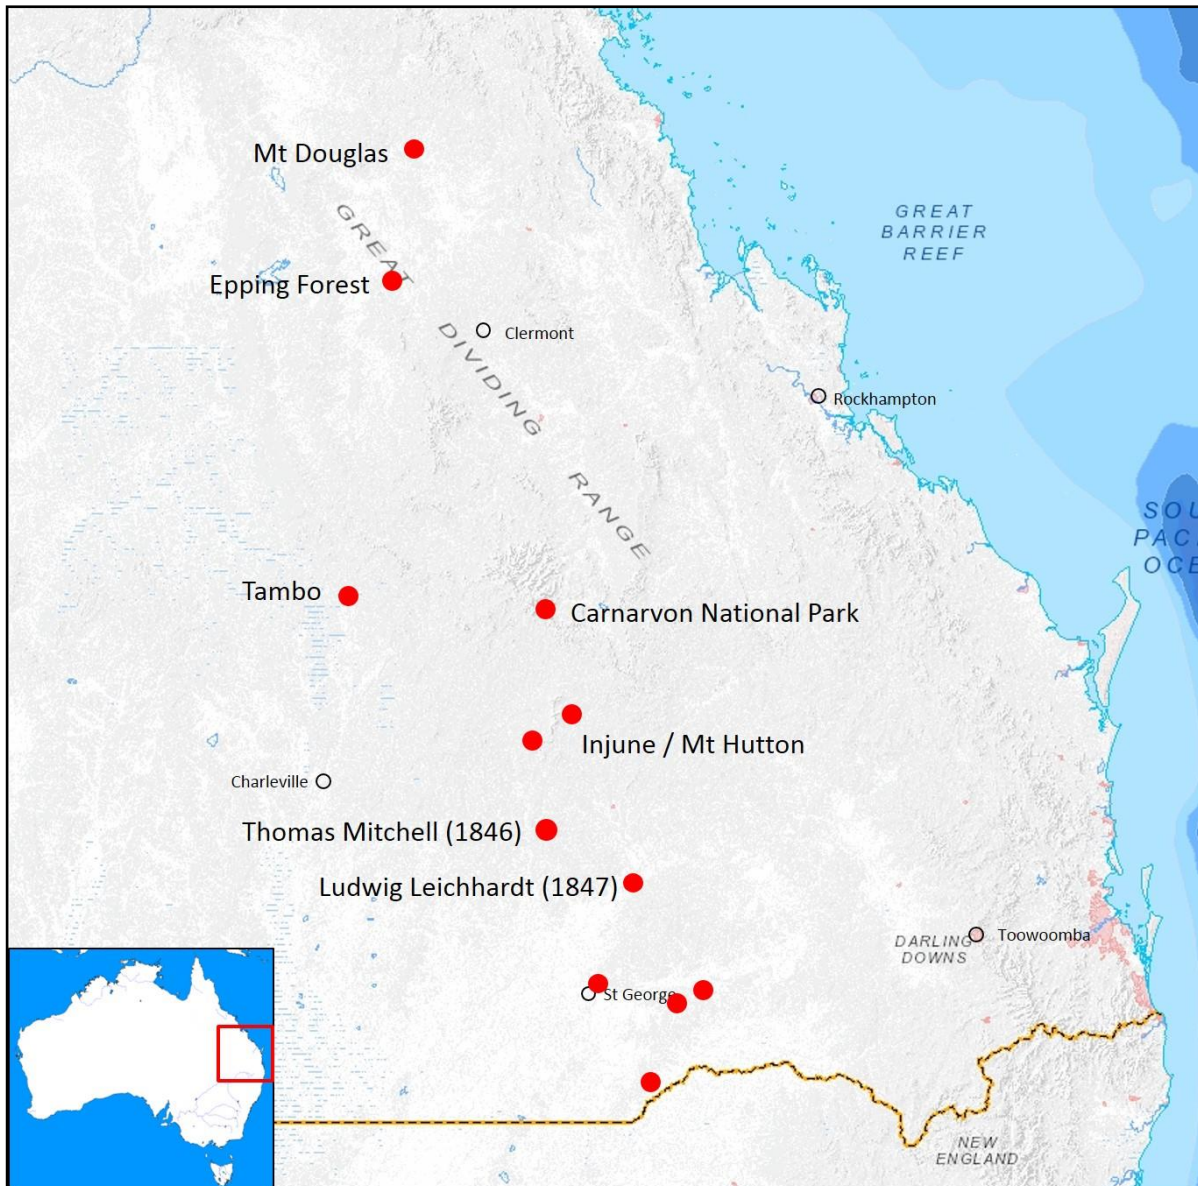 Mt Douglas
GREAT
BARRIER
REEF
GREAT
DIVIDING
RANGE
Epping Forest
Clermont
Rockhampton
SOU
PAC
OCE
Tambo
Carnarvon National Park
Injune / Mt Hutton
Charleville
Thomas Mitchell (1846)
Ludwig Leichhardt (1847)
DARLING
DOWNS
Toowoomba
St George
NEW
ENGLAND